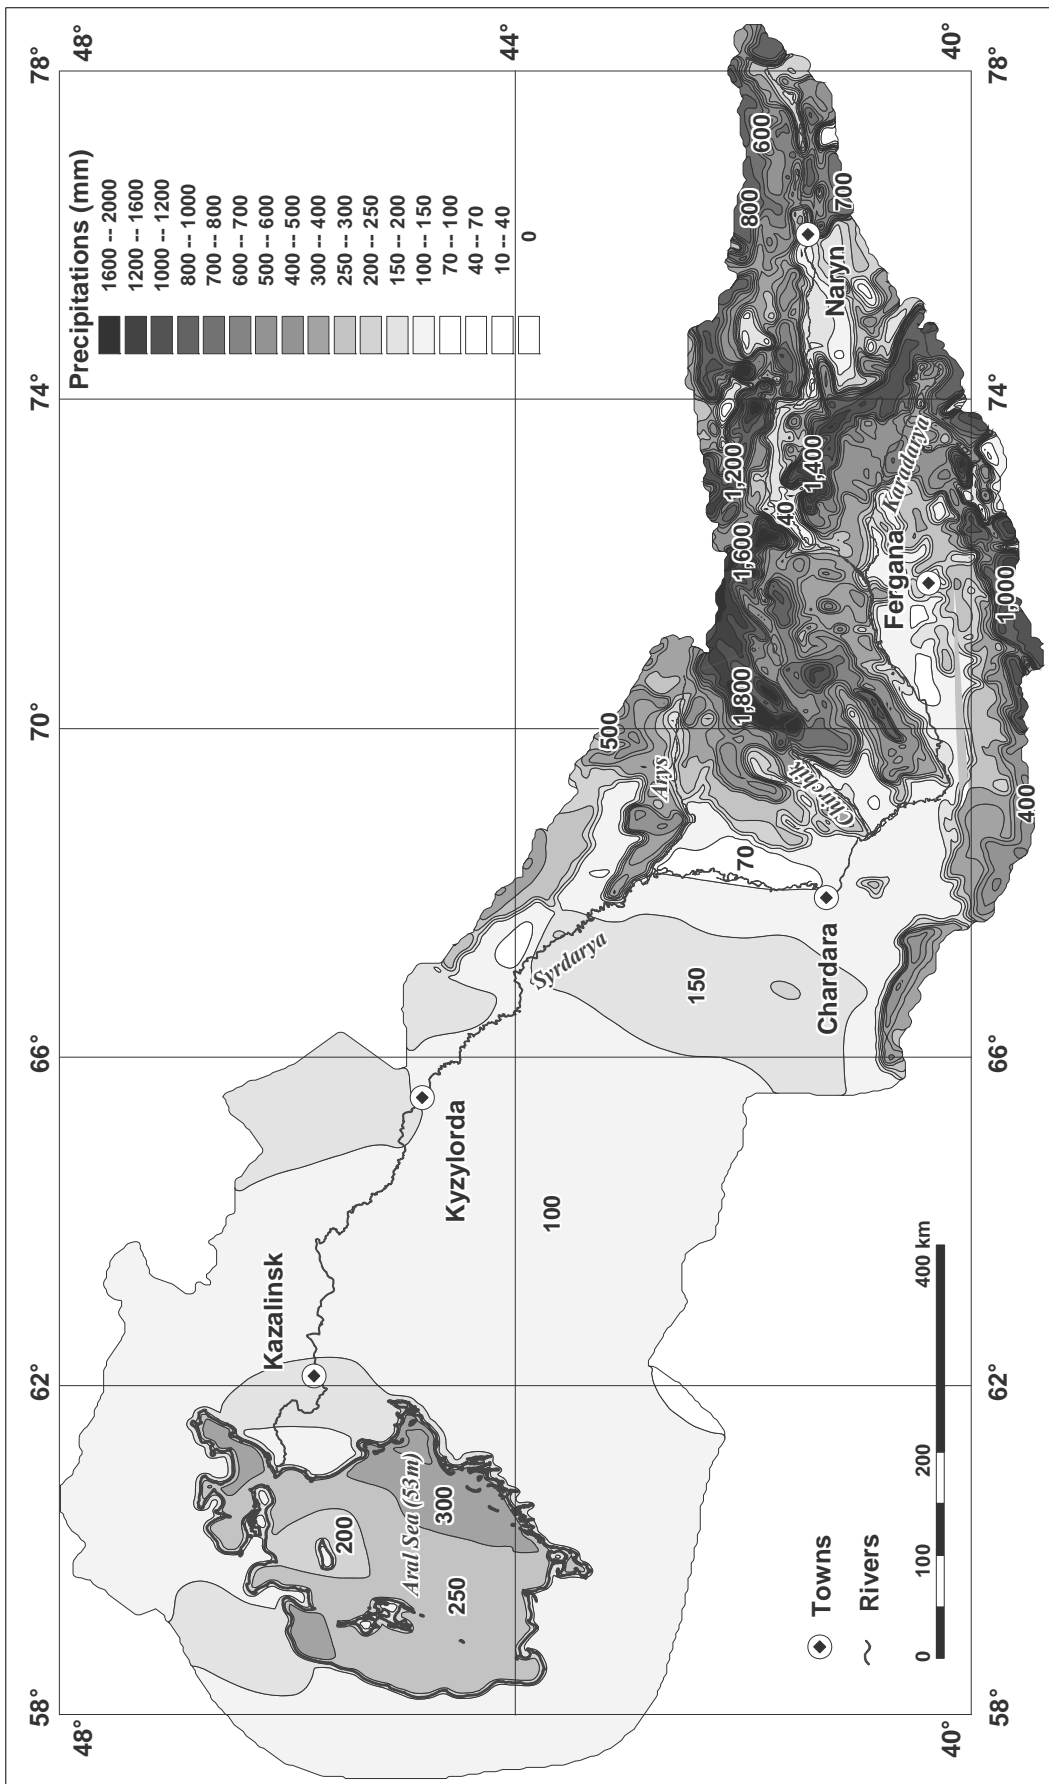 Precipitations (mm)
1600 -- 2000
1200 -- 1600
1000 -- 1200
800 -- 1000
700 -- 800
600 -- 700
500 -- 600
400 -- 500
300 -- 400
250 -- 300
200 -- 250
150 -- 200
100 -- 150
70 -- 100
40 -- 70
10 -- 40
0
58°
62°
66°
70°
74°
78°
48°
44°
40°
48°
40°
58°
62°
66°
70°
74°
78°
Kazalinsk
Kyzylorda
Chardara
Fergana
Naryn
Aral Sea (53m)
Syrdarya
Arys
Chirchik
Karadarya
200
250
300
100
150
70
500
400
1,800
1,600
1,200
1,400
40
1,000
800
600
700
Towns
Rivers
0
100
200
400 km